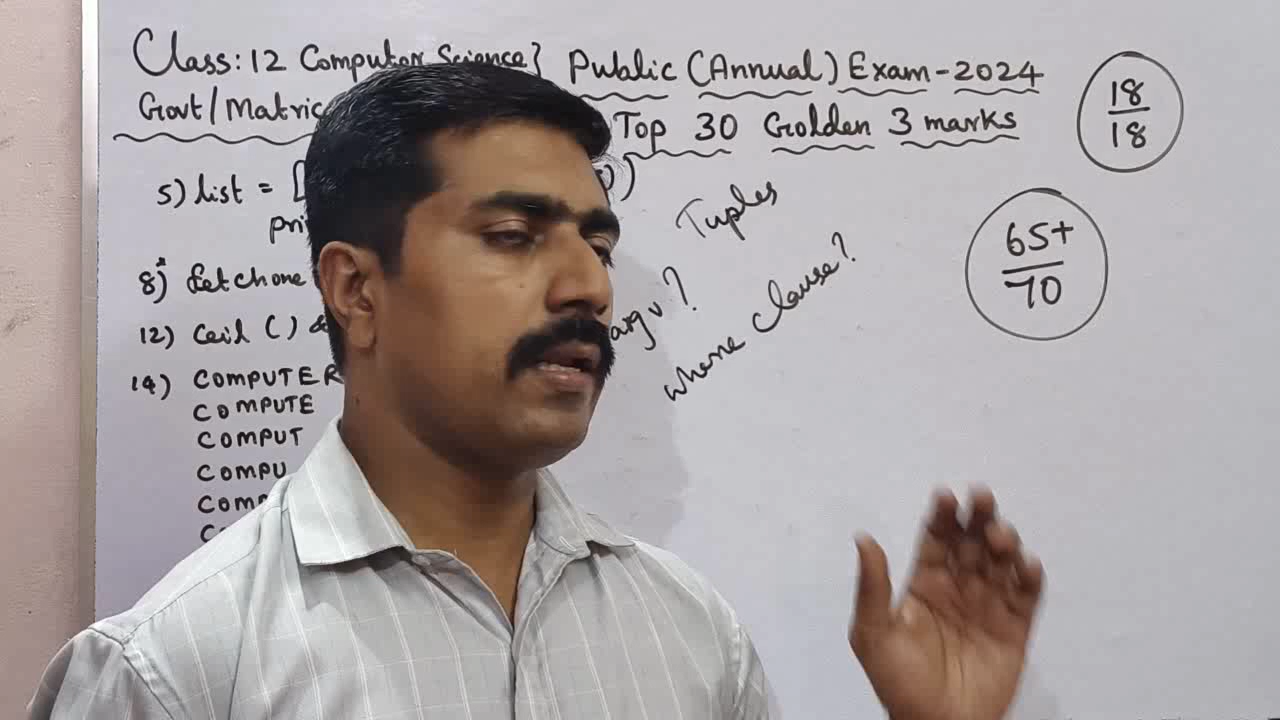 Class: 12 Computer Science} Public (Annual) Exam-2024
Govt/Matric Top 30 Golden 3 marks
18
18
5) list = [
Tuples
65+
70
8) fetchone
argv?
where clause?
12) Ceil ( )
14) COMPUTER
COMPUTE
COMPUT
COMPU
COMP